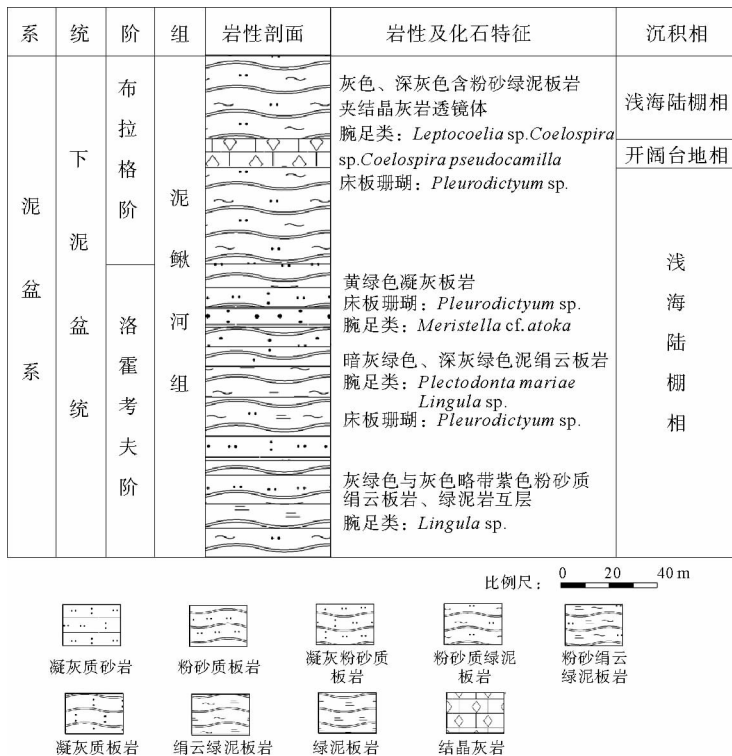 系 统 阶 组 岩性剖面 岩性及化石特征 沉积相
泥盆系
下泥盆统
布拉格阶
洛霍考夫阶
泥鳅河组
灰色、深灰色含粉砂绿泥板岩
夹结晶灰岩透镜体
腕足类：Leptocoelia sp.Coelospira
sp.Coelospira pseudocamilla
床板珊瑚：Pleurodictyum sp.
黄绿色凝灰板岩
床板珊瑚：Pleurodictyum sp.
腕足类：Meristella cf.atoka
暗灰绿色、深灰绿色泥绢云板岩
腕足类：Plectodonta mariae
Lingula sp.
床板珊瑚：Pleurodictyum sp.
灰绿色与灰色略带紫色粉砂质
绢云板岩、绿泥岩互层
腕足类：Lingula sp.
浅海陆棚相
开阔台地相
浅海陆棚相
比例尺： 0 20 40 m
凝灰质砂岩
粉砂质板岩
凝灰粉砂质
板岩
粉砂质绿泥
板岩
粉砂绢云
绿泥板岩
凝灰质板岩
绢云绿泥板岩
绿泥板岩
结晶灰岩